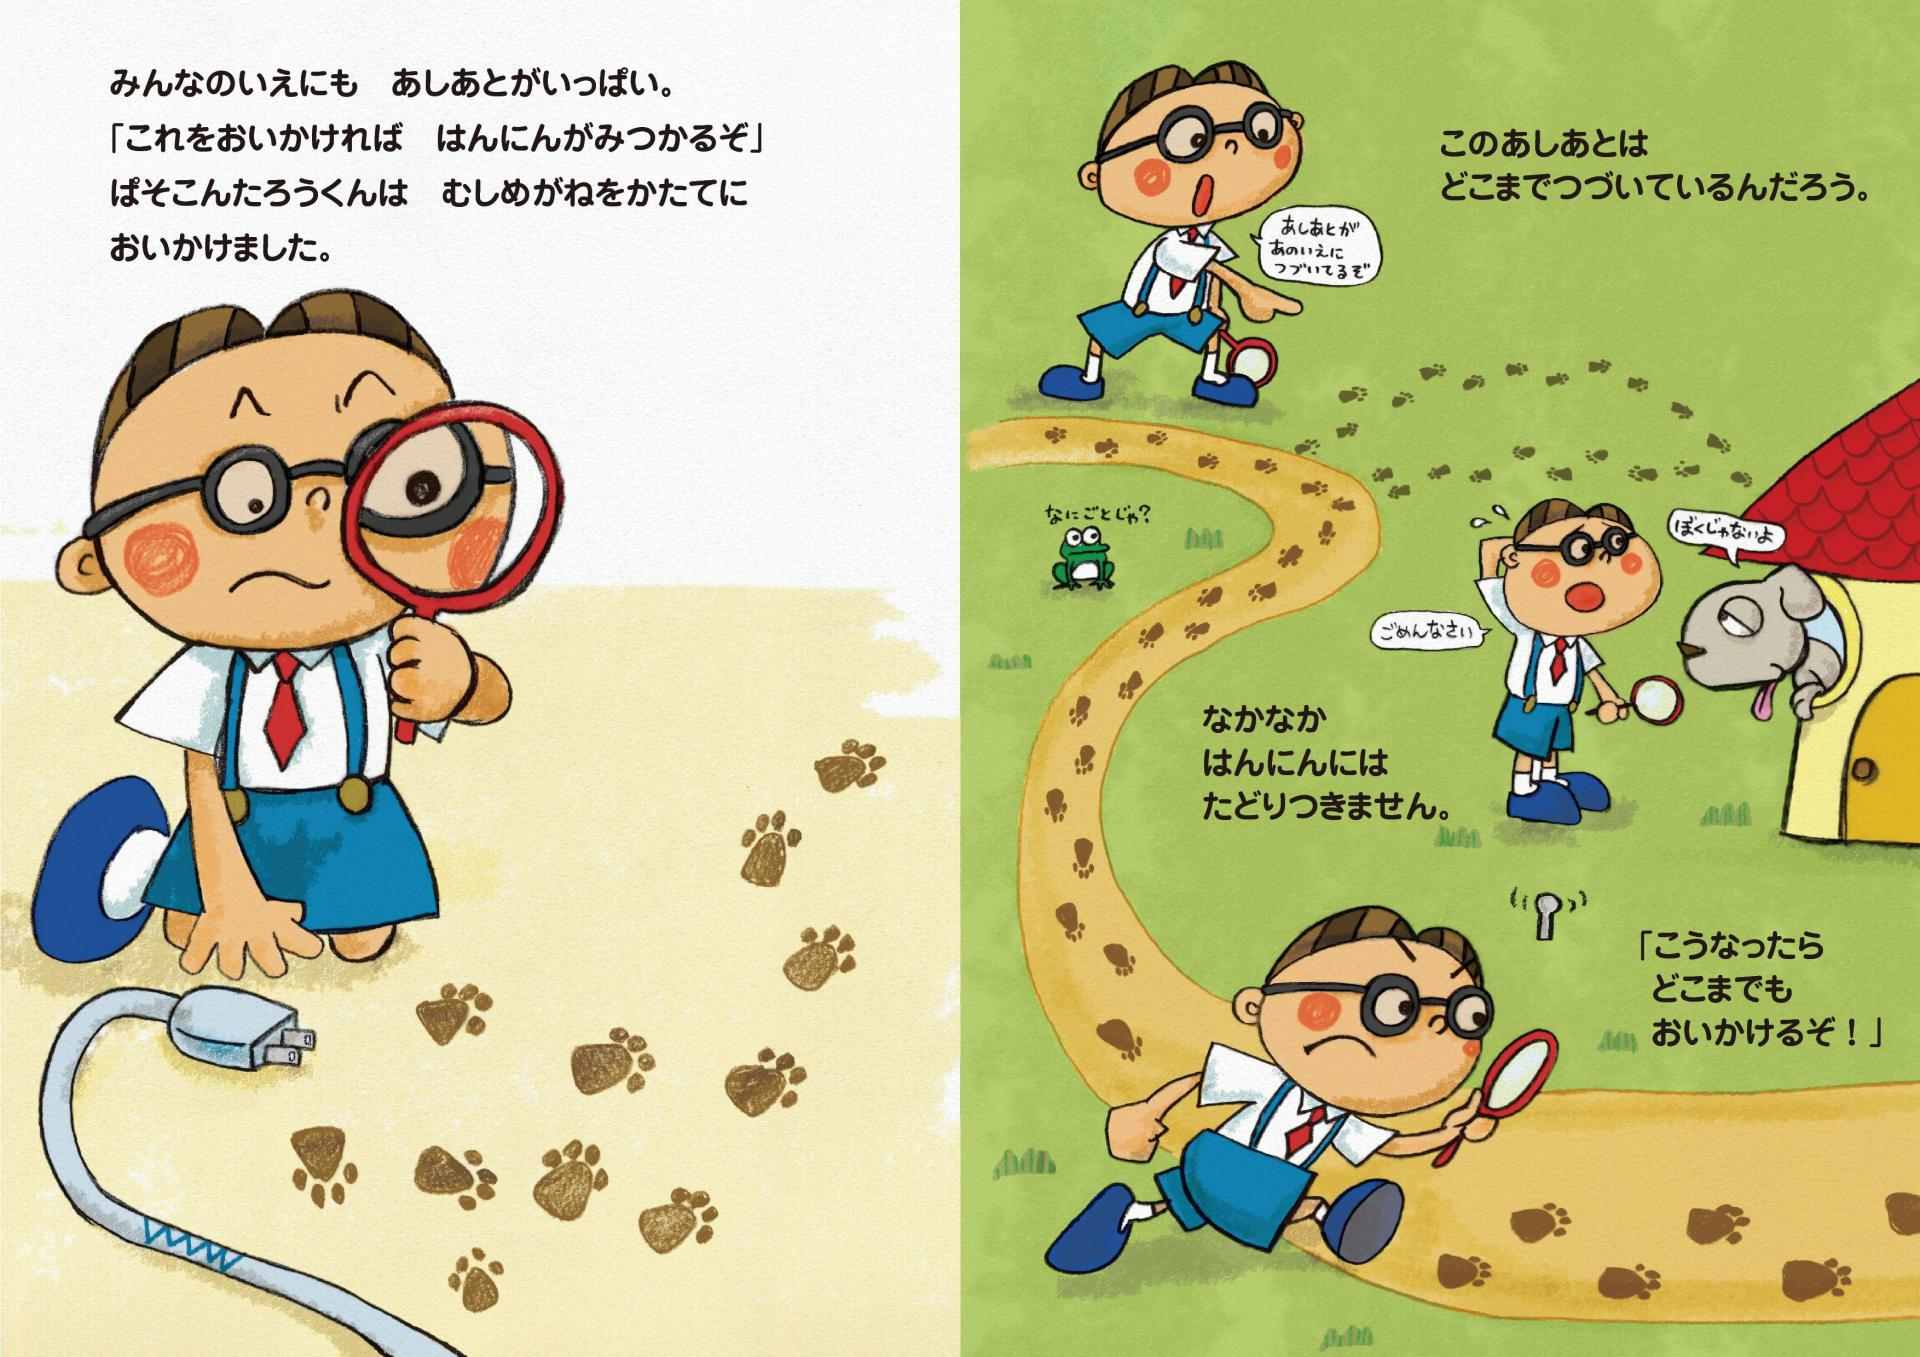 みんなのいえにも　あしあとがいっぱい。
「これをおいかければ　はんにんがみつかるぞ」
ぱそこんたろうくんは　むしめがねをかたてに
おいかけました。
このあしあとは
どこまでつづいているんだろう。
あしあとが
あのいえに
つづいてるぞ
なにごとじゃ？
ぼくじゃないよ
ごめんなさい
なかなか
はんにんには
たどりつきません。
「こうなったら
どこまでも
おいかけるぞ！」